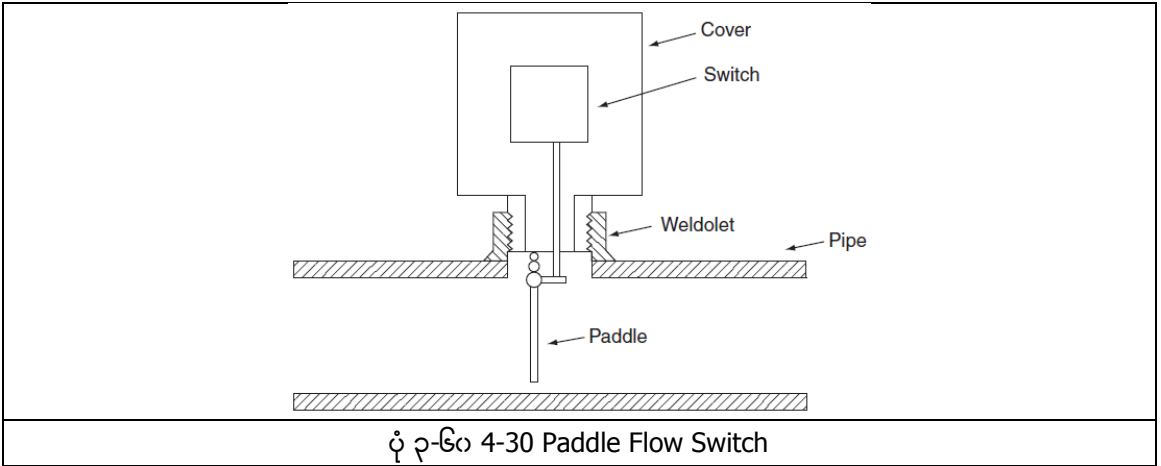 Cover
Switch
Weldolet
Pipe
Paddle
ပုံ ၃-၆၀ 4-30 Paddle Flow Switch